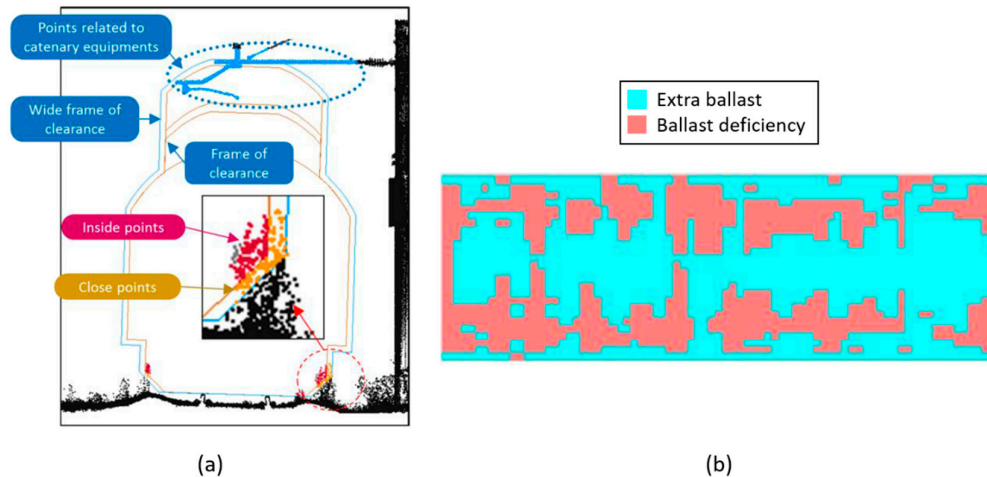 Points related to
catenary equipments
Wide frame of
clearance
Frame of
clearance
Inside points
Close points
Extra ballast
Ballast deficiency
(a)
(b)